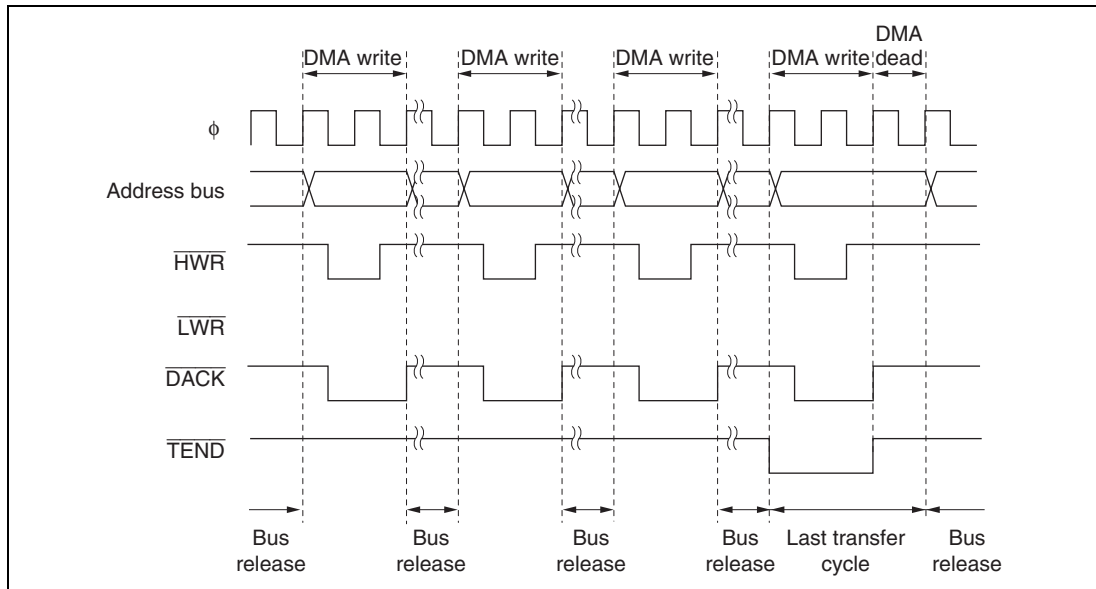 DMA
DMA write DMA write DMA write DMA write dead
ϕ
Address bus
HWR
LWR
DACK
TEND
Bus release Bus release Bus release Bus release Last transfer cycle Bus release